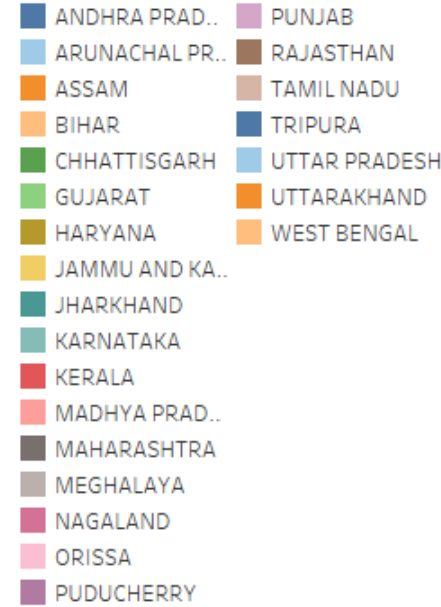 ANDHRA PRAD..
ARUNACHAL PR..
ASSAM
BIHAR
CHHATTISGARH
GUJARAT
HARYANA
JAMMU AND KA..
JHARKHAND
KARNATAKA
KERALA
MADHYA PRAD..
MAHARASHTRA
MEGHALAYA
NAGALAND
ORISSA
PUDUCHERRY
PUNJAB
RAJASTHAN
TAMIL NADU
TRIPURA
UTTAR PRADESH
UTTARAKHAND
WEST BENGAL